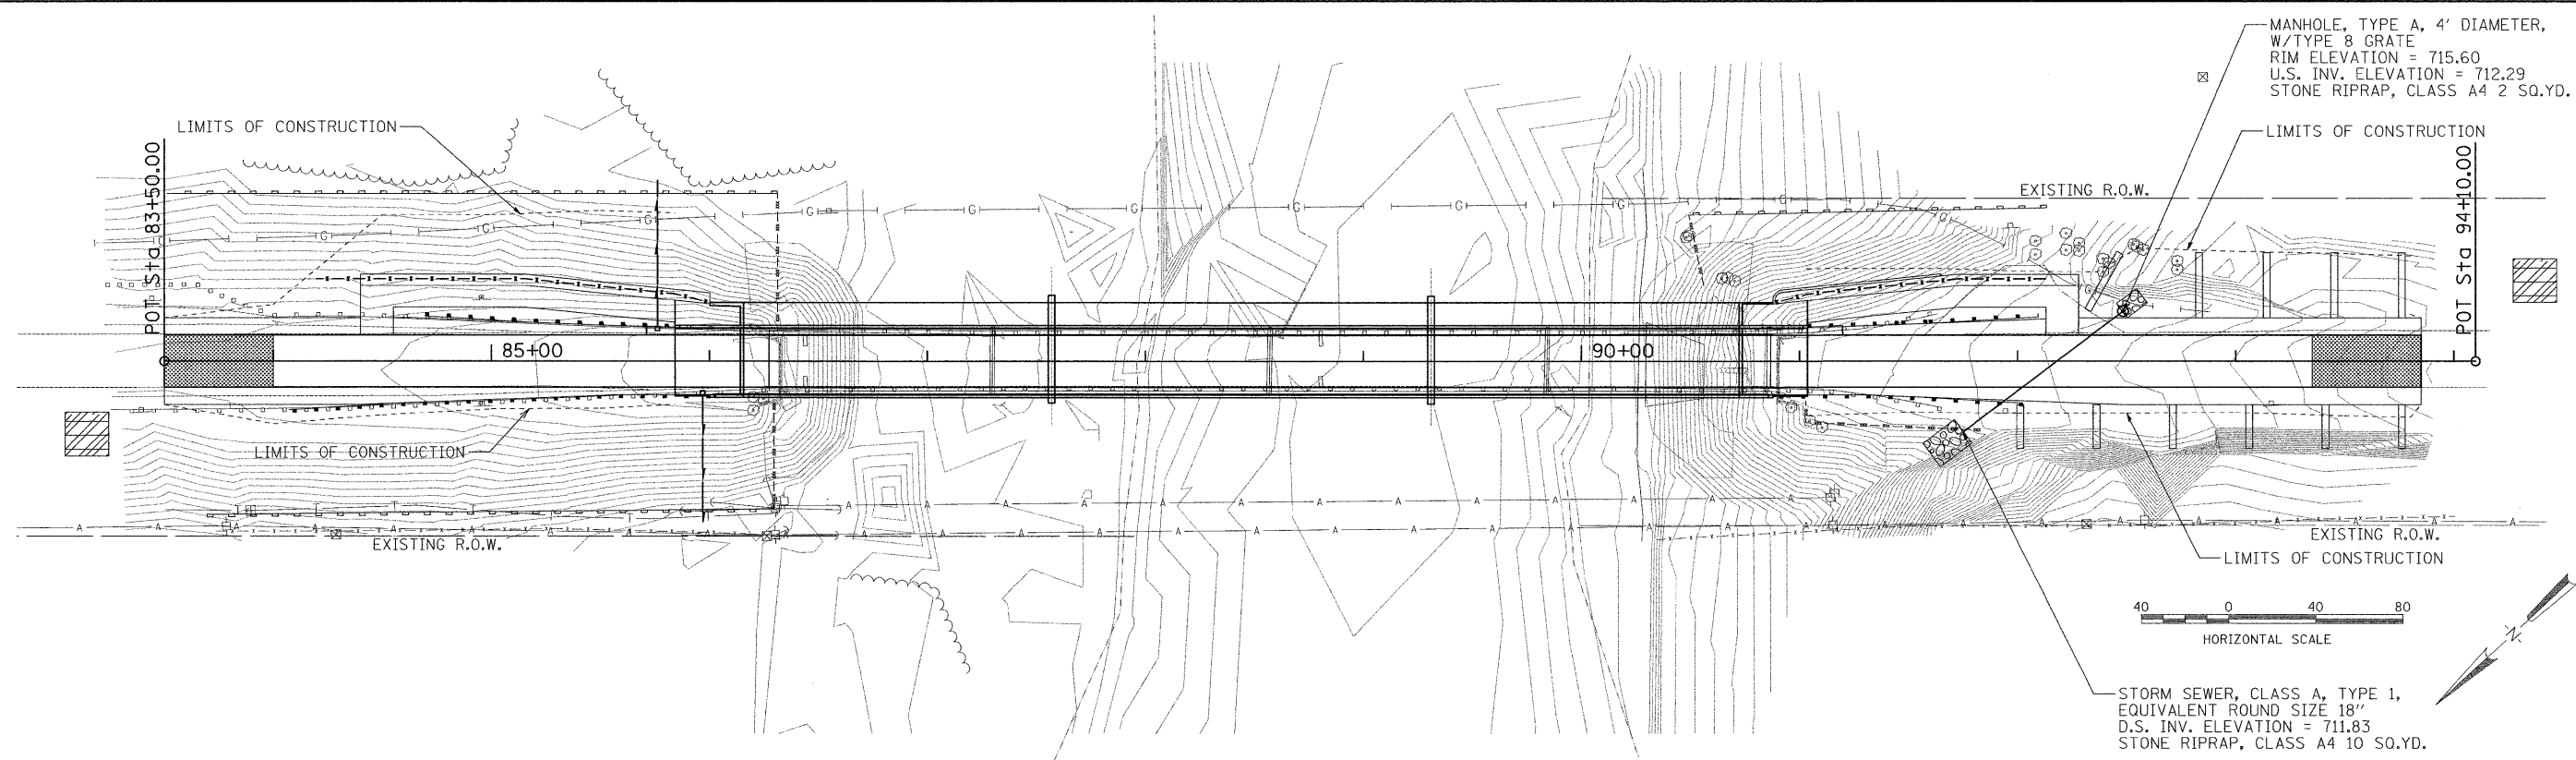 MANHOLE, TYPE A, 4' DIAMETER,
W/TYPE 8 GRATE
RIM ELEVATION = 715.60
U.S. INV. ELEVATION = 712.29
STONE RIPRAP, CLASS A4 2 SQ.YD.
LIMITS OF CONSTRUCTION
LIMITS OF CONSTRUCTION
POT Sta 83+50.00
POT Sta 94+10.00
EXISTING R.O.W.
G G G G G G G
G G G G
85+00
90+00
LIMITS OF CONSTRUCTION
A A A A A A A A A A A
EXISTING R.O.W.
EXISTING R.O.W.
LIMITS OF CONSTRUCTION
40 0 40 80
HORIZONTAL SCALE
N
STORM SEWER, CLASS A, TYPE 1,
EQUIVALENT ROUND SIZE 18"
D.S. INV. ELEVATION = 711.83
STONE RIPRAP, CLASS A4 10 SQ.YD.